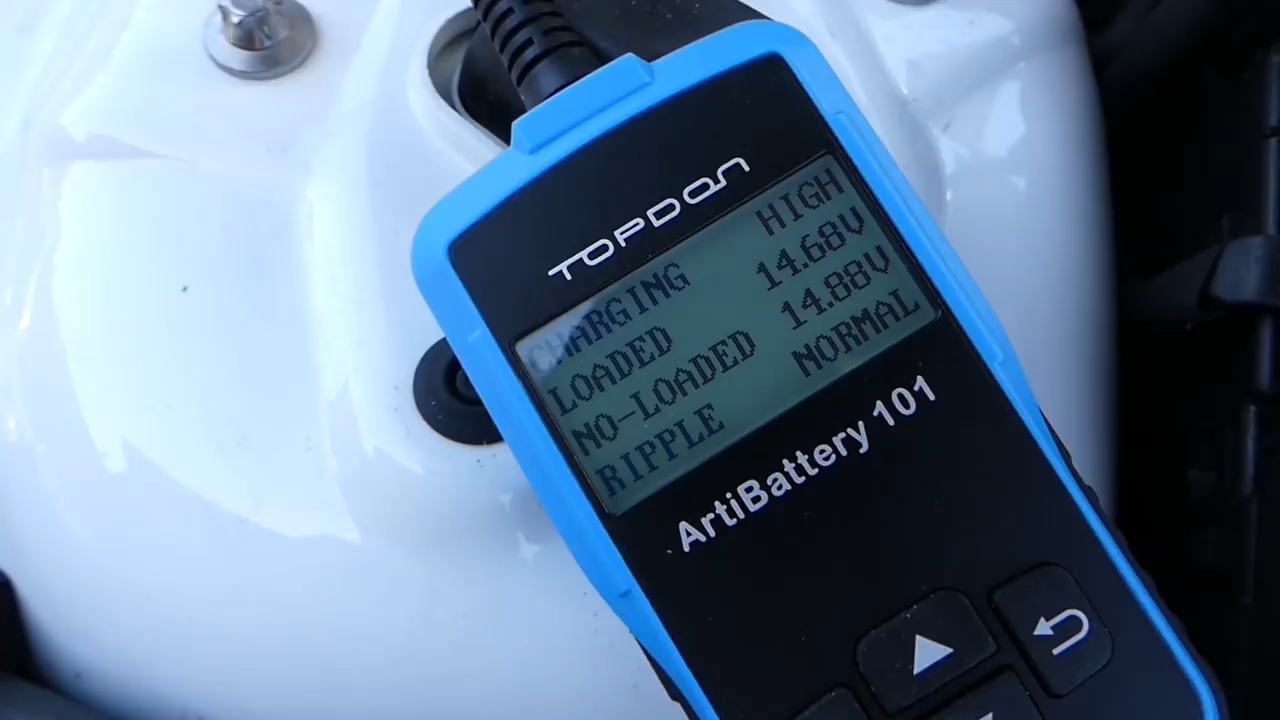 TOPDON
CHARGING HIGH
LOADED 14.68V
NO-LOADED 14.88V
RIPPLE NORMAL
ArtiBattery 101